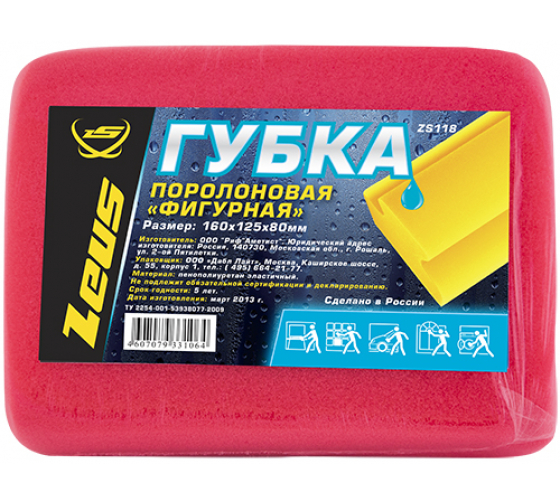 ZS
Zeus
ГУБКА
ZS118
ПОРОЛОНОВАЯ
«ФИГУРНАЯ»
Размер: 160х125х80мм
Изготовитель: ООО "Риф"Аметист". Юридический адрес
изготовителя: Россия, 140730, Московская обл., г. Рошаль,
ул. 2-ой Пятилетки.
Упаковщик: ООО «Дебл Лайт», Москва, Каширское шоссе,
д. 55, корпус 1, тел.: ( 495) 664-21-77.
Материал: пенополиуретан эластичный.
Не подлежит обязательной сертификации и декларированию.
Срок годности: 5 лет.
Дата изготовления: март 2013 г.
Сделано в России
ТУ 2254-001-53938077-2009
4607079331064